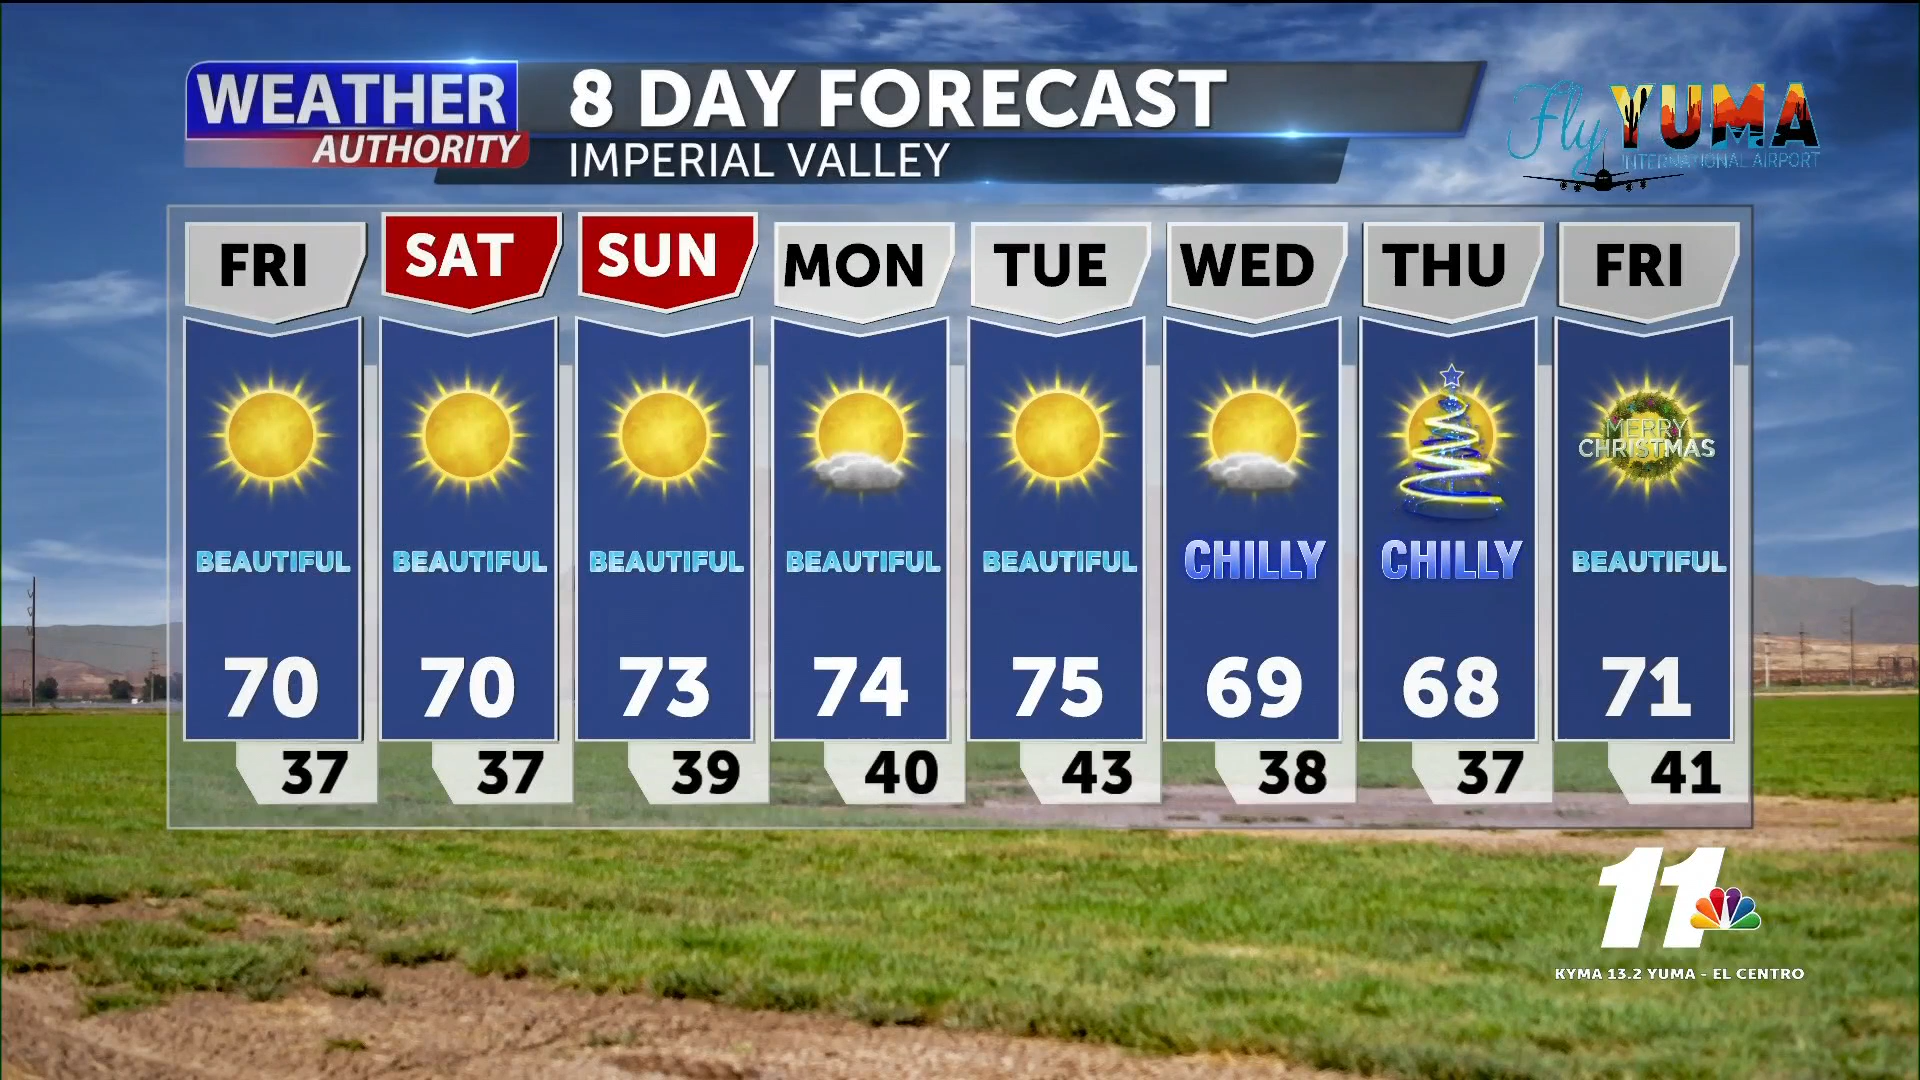 WEATHER
AUTHORITY
8 DAY FORECAST
IMPERIAL VALLEY
Fly YUMA
INTERNATIONAL AIRPORT
FRI SAT SUN MON TUE WED THU FRI
MERRY
CHRISTMAS
BEAUTIFUL BEAUTIFUL BEAUTIFUL BEAUTIFUL BEAUTIFUL CHILLY CHILLY BEAUTIFUL
70 70 73 74 75 69 68 71
37 37 39 40 43 38 37 41
11
KYMA 13.2 YUMA - EL CENTRO